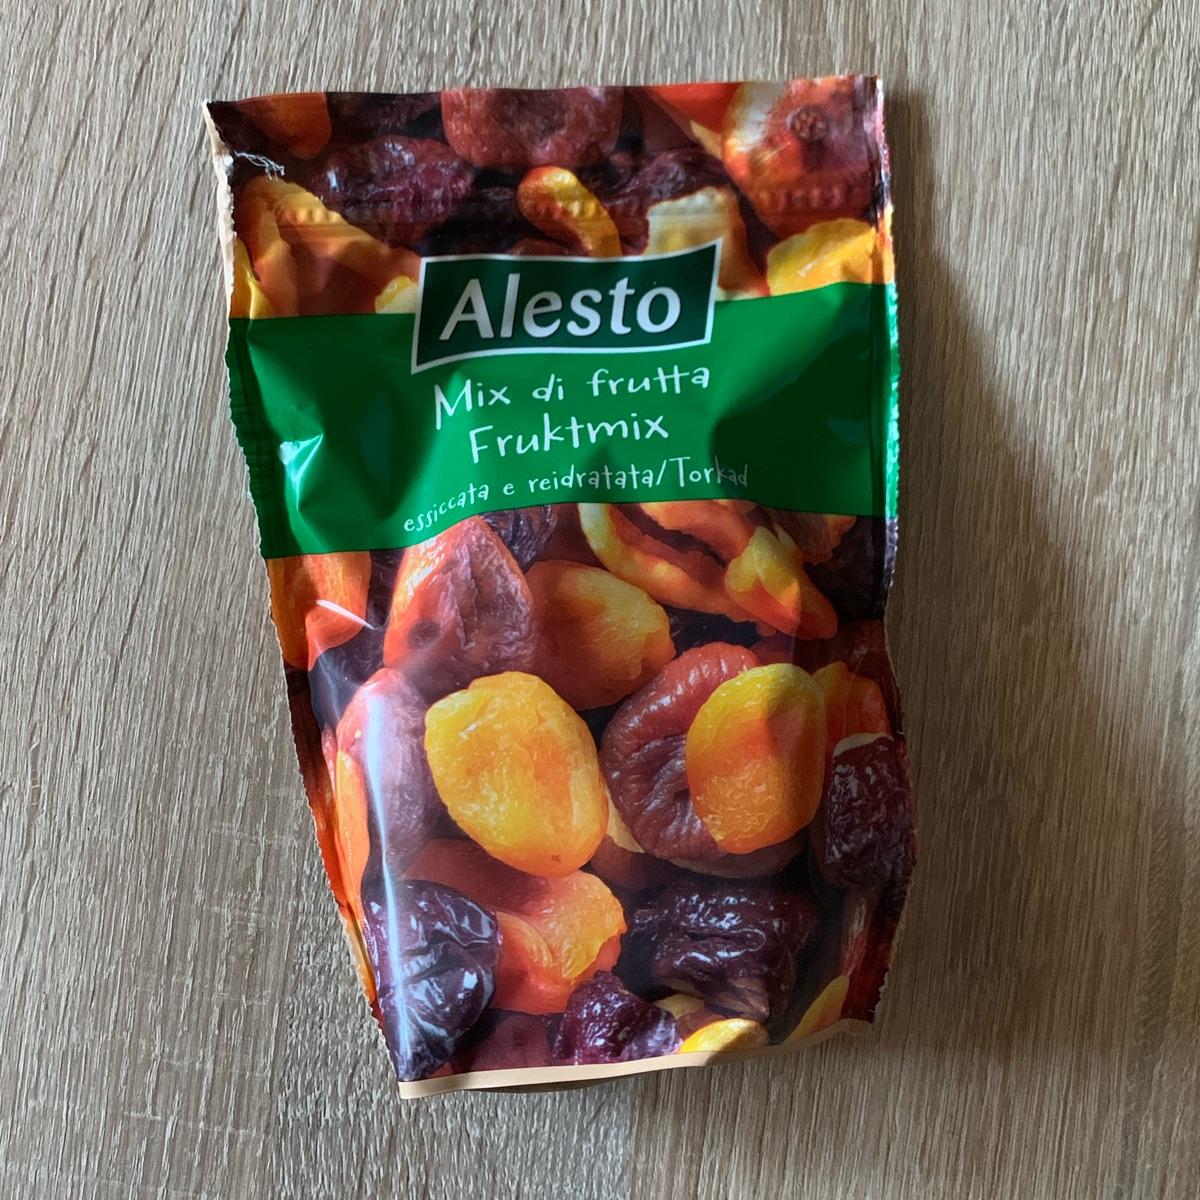 Alesto
Mix di frutta
Fruktmix
essiccata e reidratata/Torkad